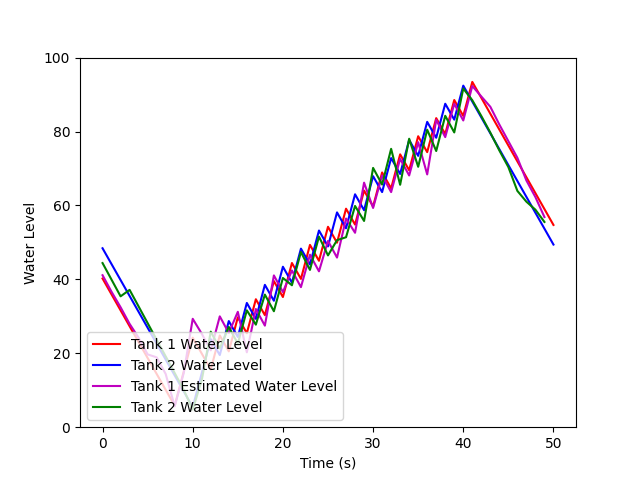 100
80
60
40
20
0
Water Level
Tank 1 Water Level
Tank 2 Water Level
Tank 1 Estimated Water Level
Tank 2 Water Level
0 10 20 30 40 50
Time (s)